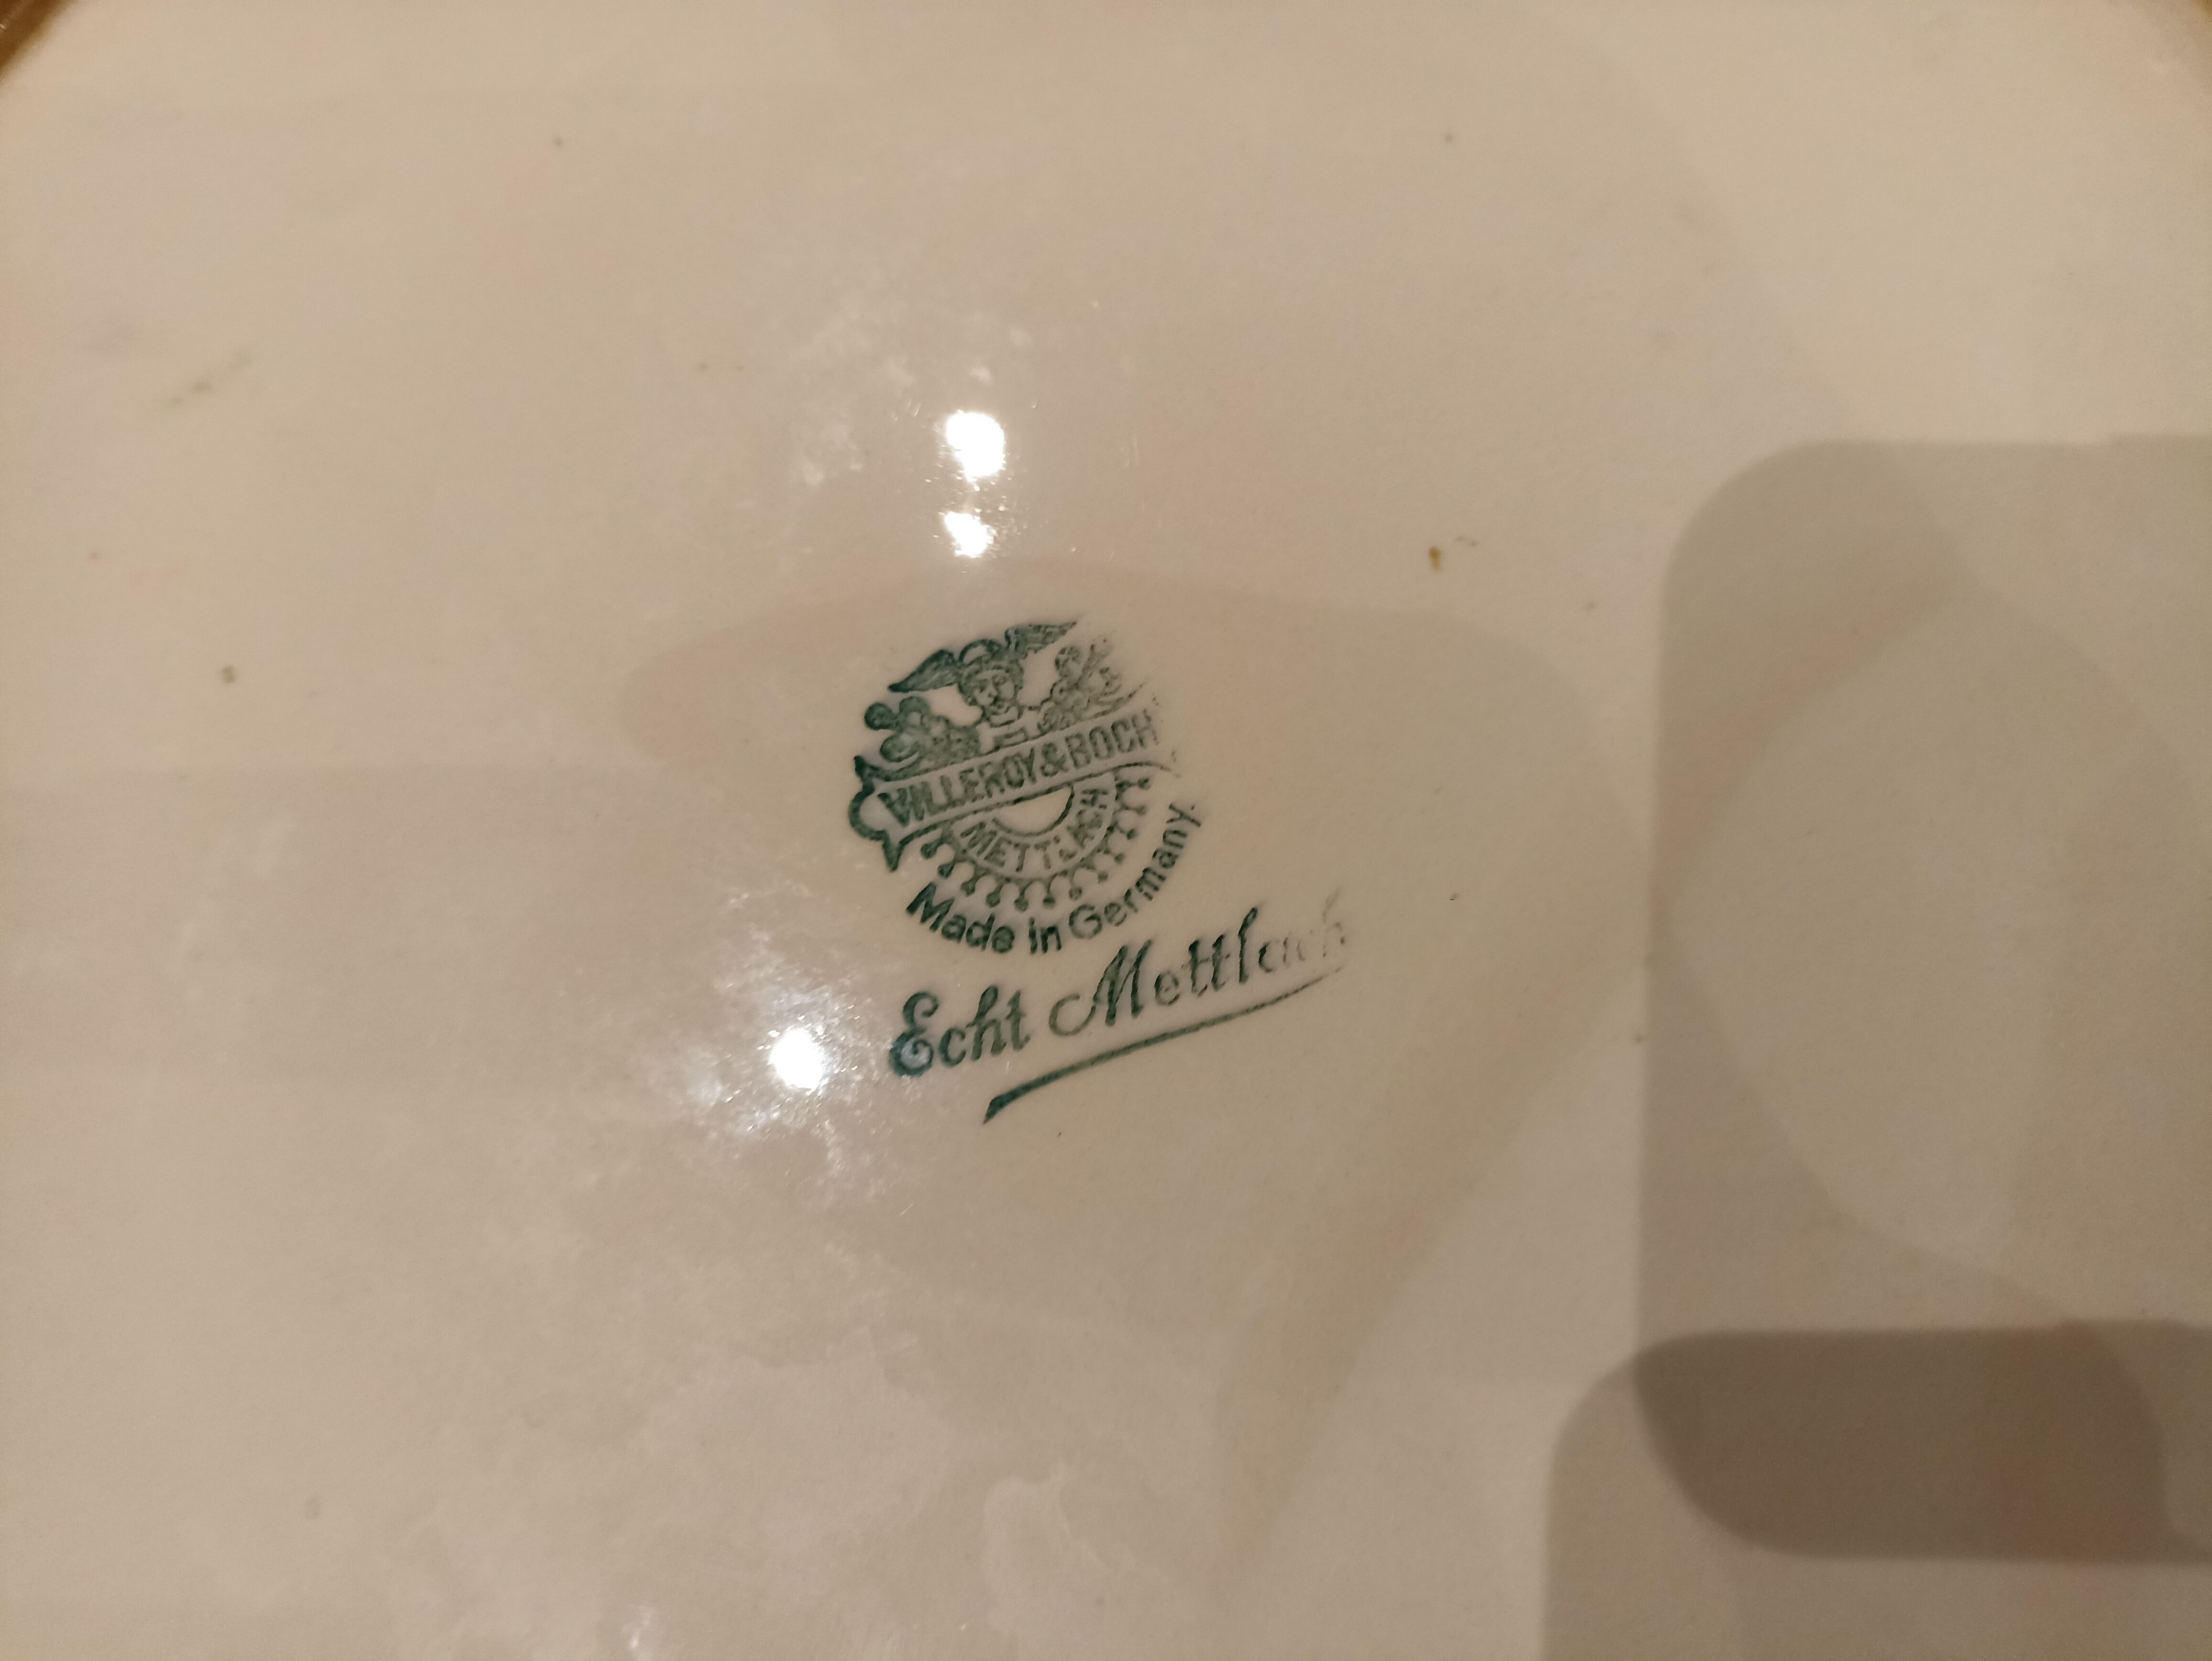 VILLEROY & BOCH
METTLACH
Made in Germany.
Echt Mettlach